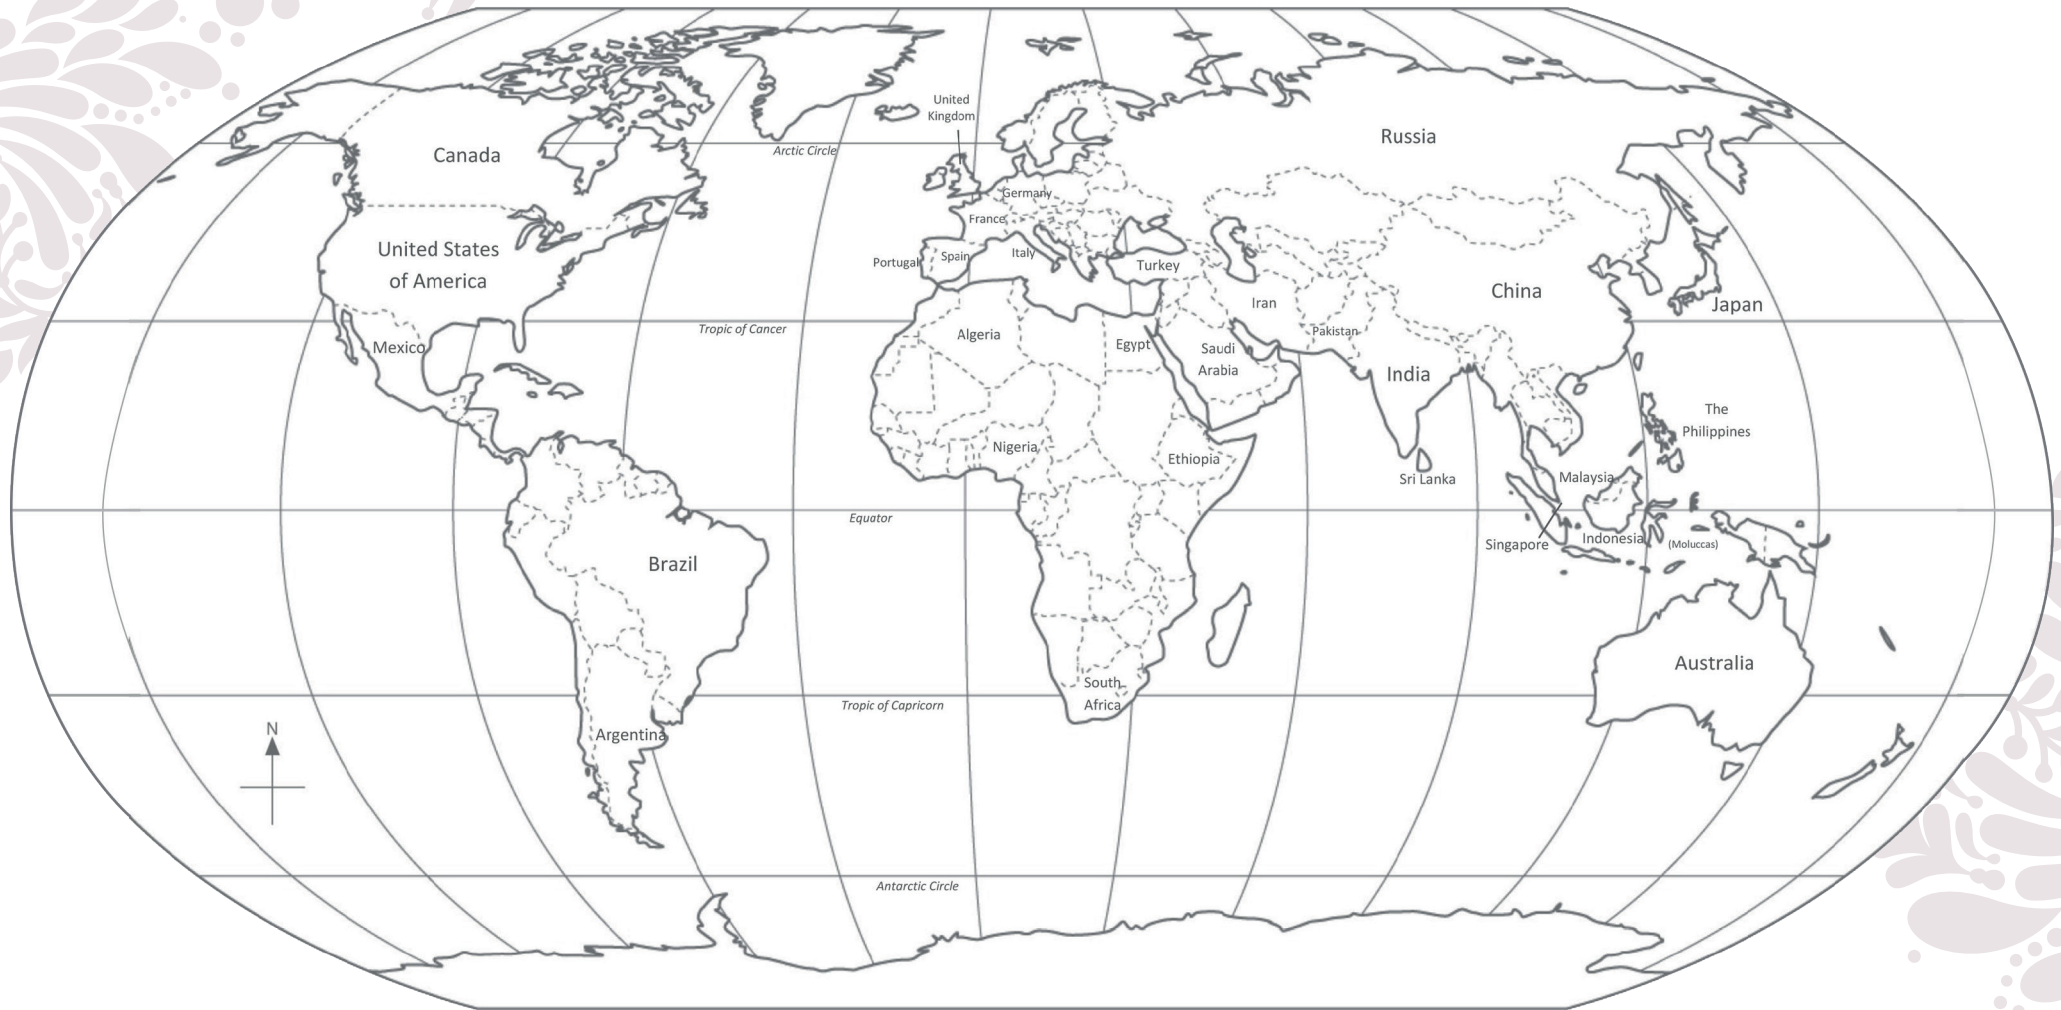 United
Kingdom
Russia
Canada
Arctic Circle
Germany
France
United States
of America
Portugal
Spain
Italy
Turkey
China
Iran
Japan
Tropic of Cancer
Pakistan
Algeria
Mexico
Egypt
Saudi
Arabia
India
The
Philippines
Nigeria
Ethiopia
Sri Lanka
Malaysia
Equator
Singapore
Indonesia
(Moluccas)
Brazil
Australia
South
Africa
Tropic of Capricorn
N
Argentina
Antarctic Circle